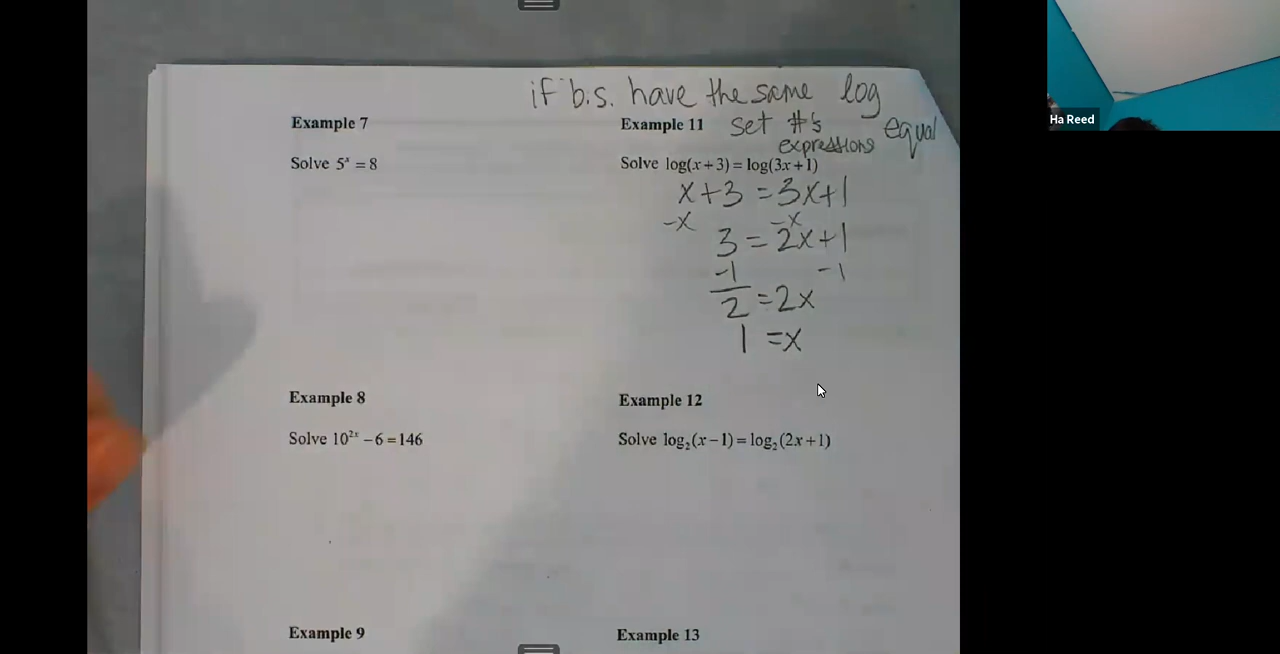 if b.s. have the same log
Example 7
Example 11 set #'s equal
expressions
Solve 5ˣ = 8
Solve log(x+3) = log(3x+1)
x+3 = 3x+1
-x -x
3 = 2x+1
-1 -1
2 = 2x
1 = x
Example 8
Example 12
Solve 10²ˣ − 6 = 146
Solve log₂(x−1) = log₂(2x+1)
Example 9
Example 13
Ha Reed